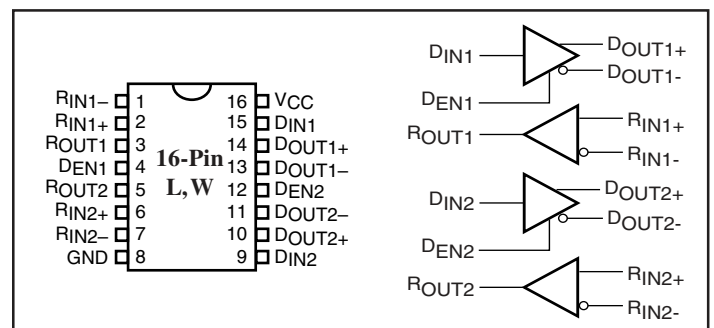 RIN1– 1 16 VCC
RIN1+ 2 15 DIN1
ROUT1 3 14 DOUT1+
DEN1 4 13 DOUT1–
ROUT2 5 12 DEN2
RIN2+ 6 11 DOUT2–
RIN2– 7 10 DOUT2+
GND 8 9 DIN2
16-Pin
L,W
DIN1
DOUT1+
DOUT1-
DEN1
ROUT1
RIN1+
RIN1-
DIN2
DOUT2+
DOUT2-
DEN2
ROUT2
RIN2+
RIN2-